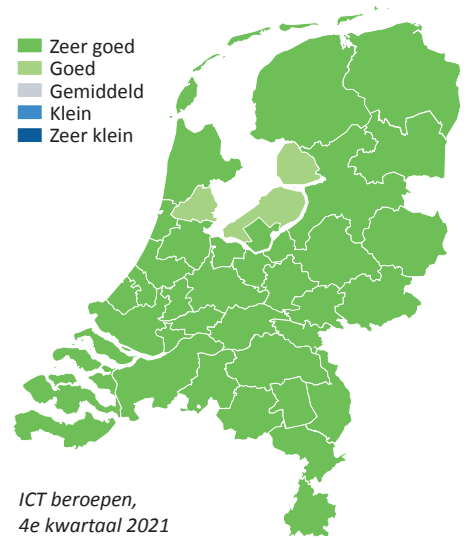 Zeer goed
Goed
Gemiddeld
Klein
Zeer klein
ICT beroepen,
4e kwartaal 2021